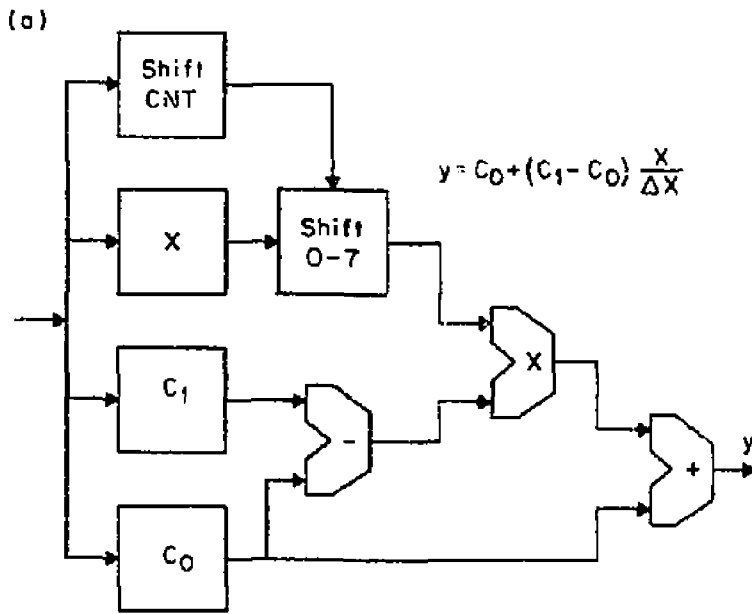 (a)
Shift
CNT
y = C₀ + (C₁ - C₀) X/ΔX
X
Shift
0-7
C₁
X
-
y
+
C₀